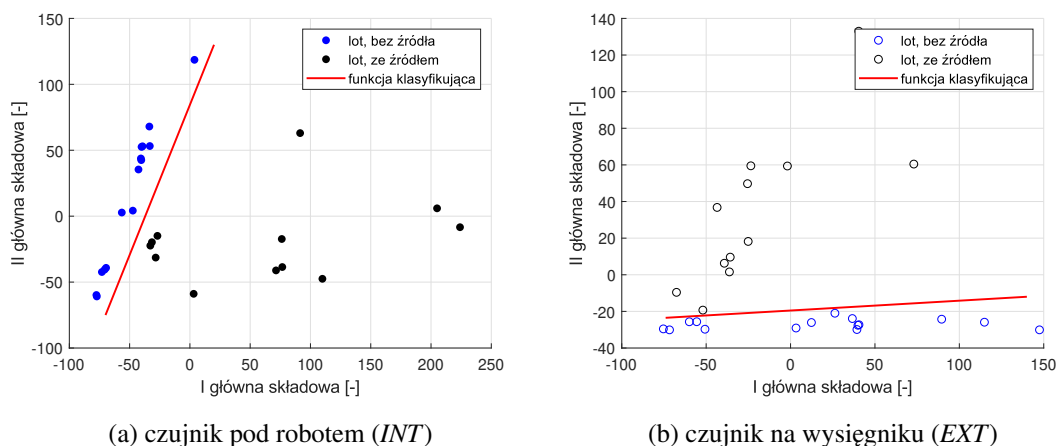 150
100
50
0
-50
-100
II główna składowa [-]
-100 -50 0 50 100 150 200 250
I główna składowa [-]
lot, bez źródła
lot, ze źródłem
funkcja klasyfikująca
(a) czujnik pod robotem (INT)
140
120
100
80
60
40
20
0
-20
-40
II główna składowa [-]
-100 -50 0 50 100 150
I główna składowa [-]
lot, bez źródła
lot, ze źródłem
funkcja klasyfikująca
(b) czujnik na wysięgniku (EXT)